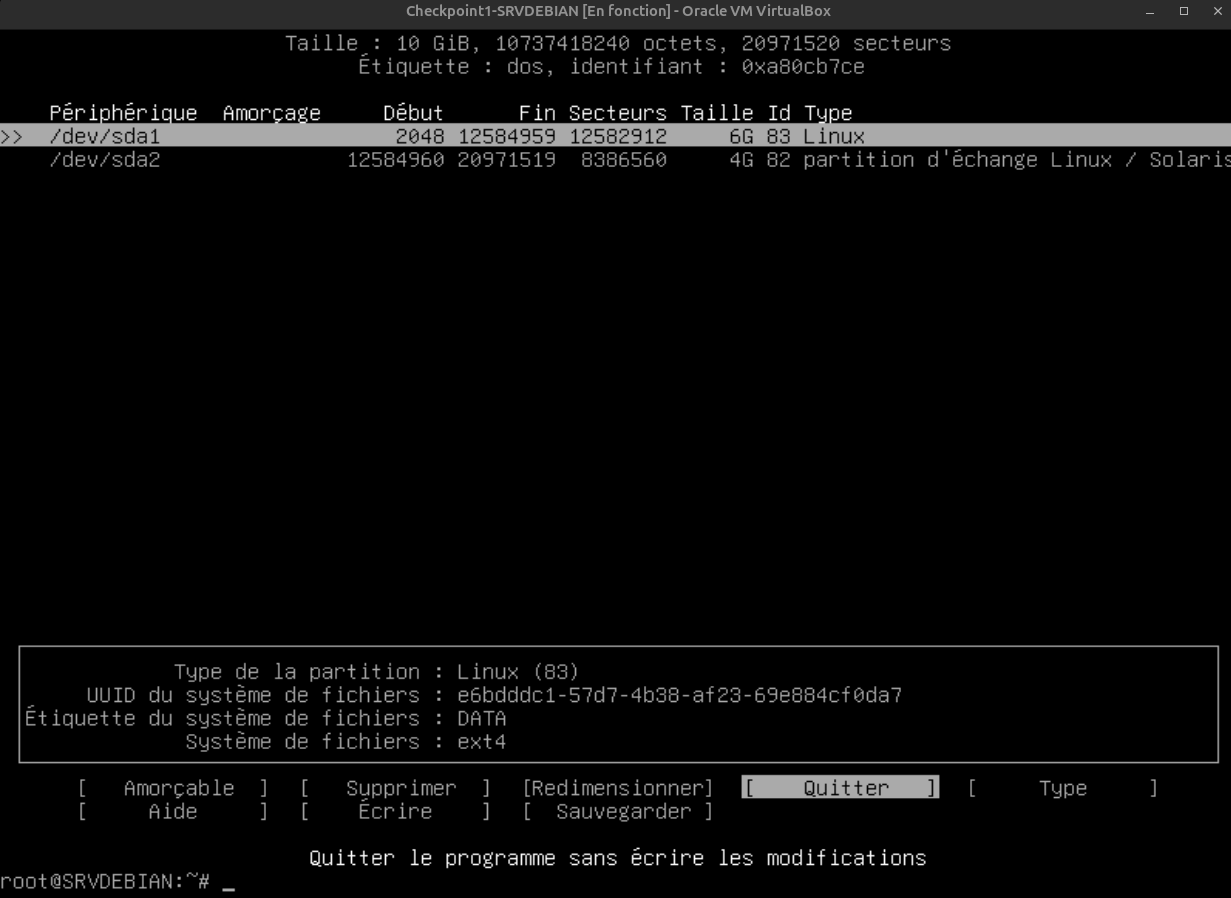 Checkpoint1-SRVDEBIAN [En fonction] - Oracle VM VirtualBox
Taille : 10 GiB, 10737418240 octets, 20971520 secteurs
Étiquette : dos, identifiant : 0xa80cb7ce
Périphérique Amorçage Début Fin Secteurs Taille Id Type
>> /dev/sda1 2048 12584959 12582912 6G 83 Linux
/dev/sda2 12584960 20971519 8386560 4G 82 partition d'échange Linux / Solaris
Type de la partition : Linux (83)
UUID du système de fichiers : e6bdddc1-57d7-4b38-af23-69e884cf0da7
Étiquette du système de fichiers : DATA
Système de fichiers : ext4
[ Amorçable ] [ Supprimer ] [Redimensionner] [ Quitter ] [ Type ]
[ Aide ] [ Écrire ] [ Sauvegarder ]
Quitter le programme sans écrire les modifications
root@SRVDEBIAN:~# _